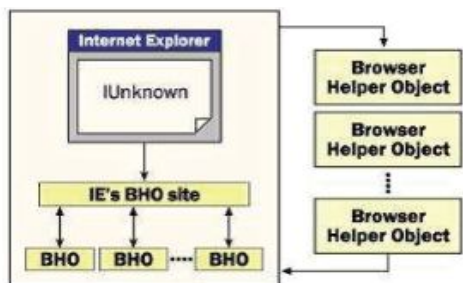 Internet Explorer
IUnknown
IE's BHO site
BHO
BHO
BHO
Browser
Helper Object
Browser
Helper Object
Browser
Helper Object